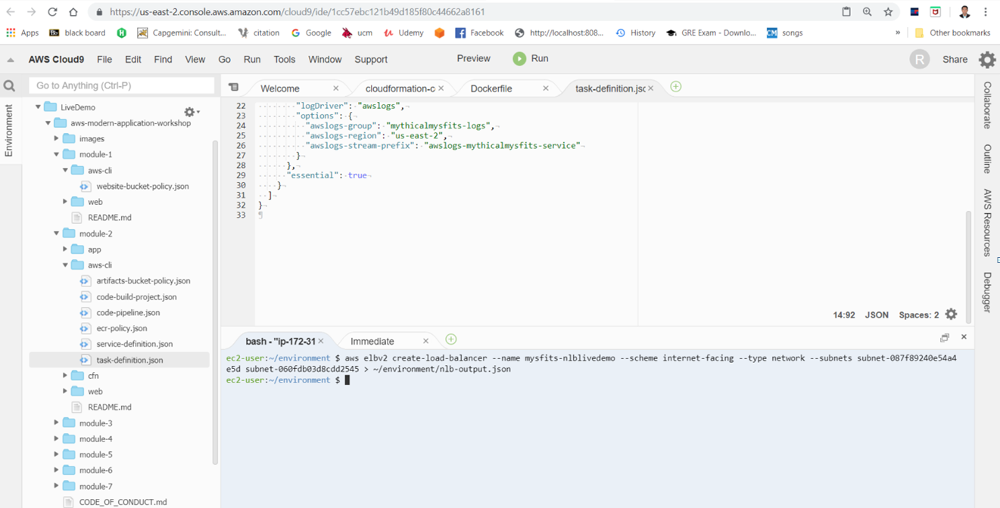 https://us-east-2.console.aws.amazon.com/cloud9/ide/1cc57ebc121b49d185f80c44662a8161
Apps Bb black board Capgemini: Consult... citation Google ucm Udemy Facebook http://localhost:808... History GRE Exam - Downlo... CM songs » Other bookmarks
AWS Cloud9 File Edit Find View Go Run Tools Window Support Preview Run R Share
Go to Anything (Ctrl-P)
Welcome cloudformation-c Dockerfile task-definition.jsc
Environment
LiveDemo
aws-modern-application-workshop
images
module-1
aws-cli
website-bucket-policy.json
web
README.md
module-2
app
aws-cli
artifacts-bucket-policy.json
code-build-project.json
code-pipeline.json
ecr-policy.json
service-definition.json
task-definition.json
cfn
web
README.md
module-3
module-4
module-5
module-6
module-7
CODE_OF_CONDUCT.md
22 "logDriver": "awslogs",
23 "options": {
24 "awslogs-group": "mythicalmysfits-logs",
25 "awslogs-region": "us-east-2",
26 "awslogs-stream-prefix": "awslogs-mythicalmysfits-service"
27 }
28 },
29 "essential": true
30 }
31 ]
32 }
33
14:92 JSON Spaces: 2
bash - "ip-172-31 Immediate
ec2-user:~/environment $ aws elbv2 create-load-balancer --name mysfits-nlblivedemo --scheme internet-facing --type network --subnets subnet-087f89240e54a4
e5d subnet-060fdb03d8cdd2545 > ~/environment/nlb-output.json
ec2-user:~/environment $
Collaborate
Outline
AWS Resources
Debugger